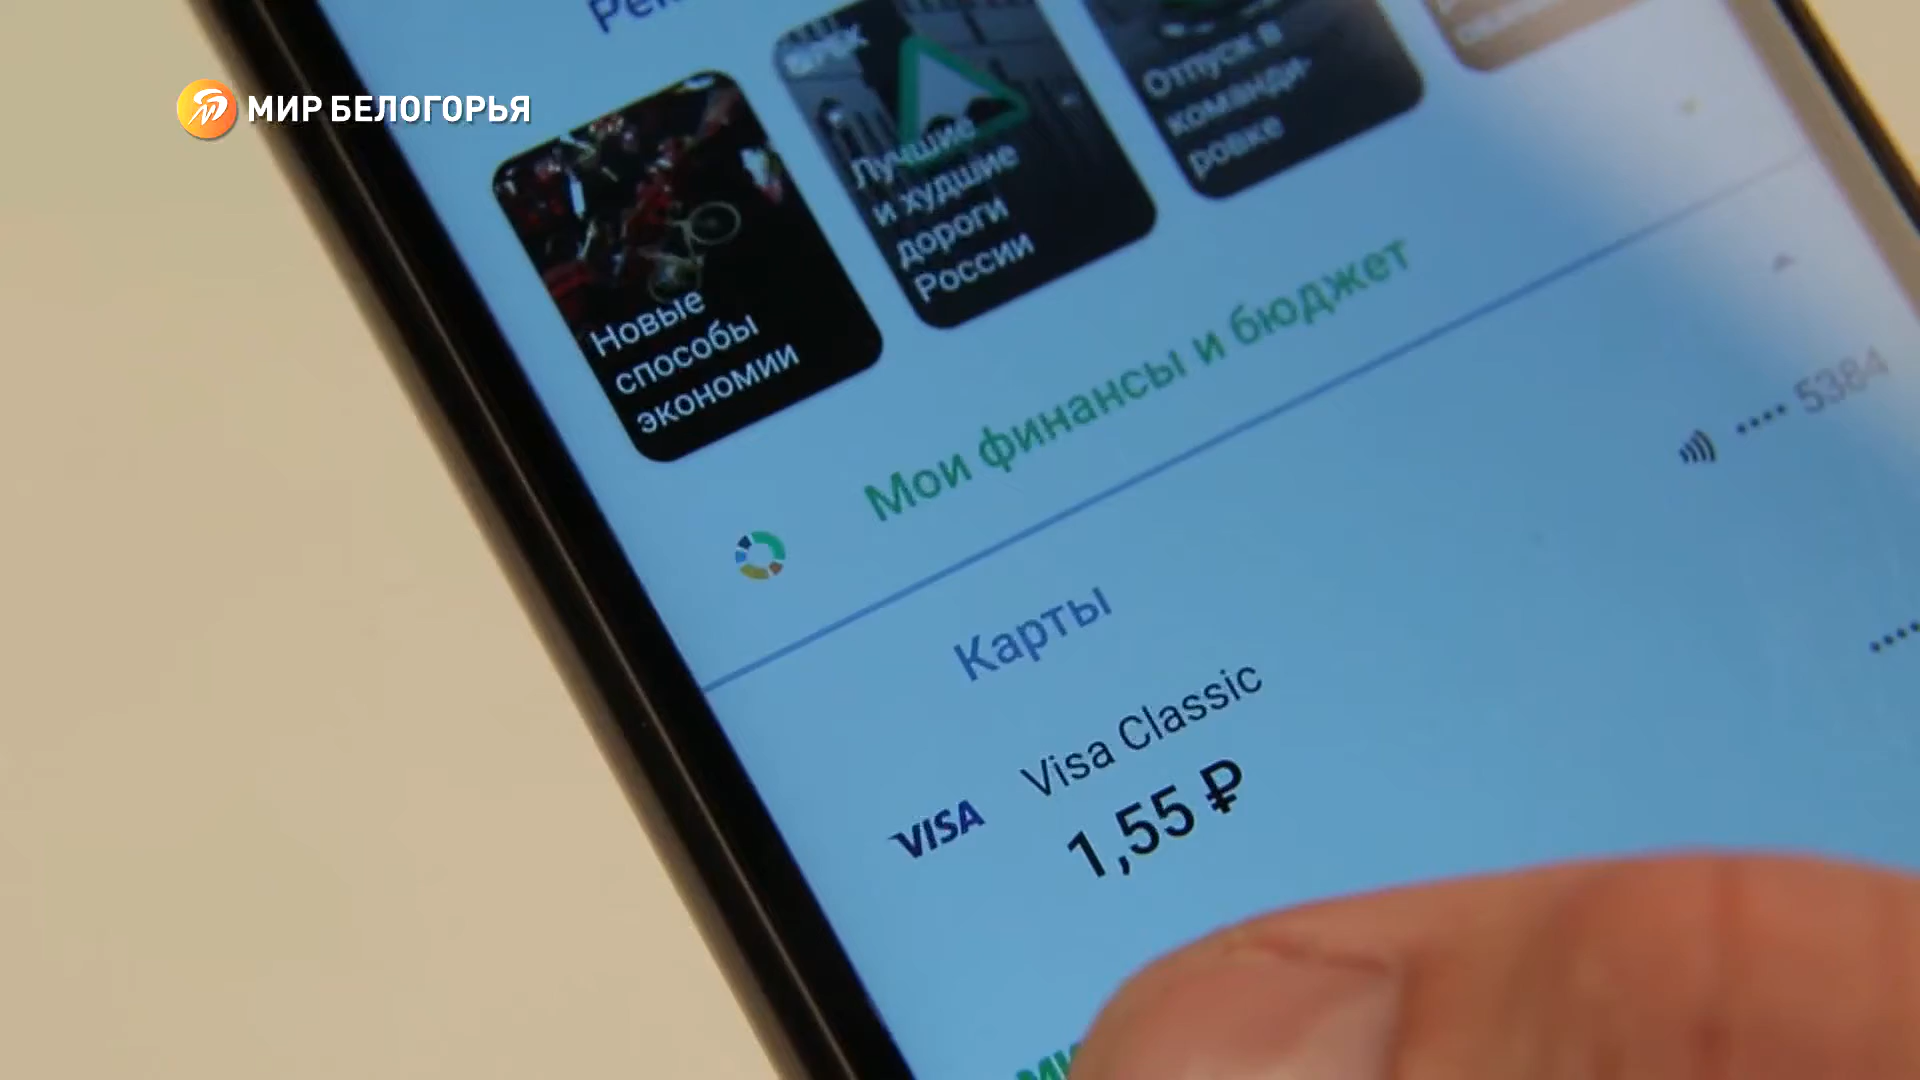 МИР БЕЛОГОРЬЯ
Новые
способы
экономии
Лучшие
и худшие
дороги
России
Отпуск в
команди-
ровке
Мои финансы и бюджет
Карты
•••• 5384
VISA
Visa Classic
1,55 ₽